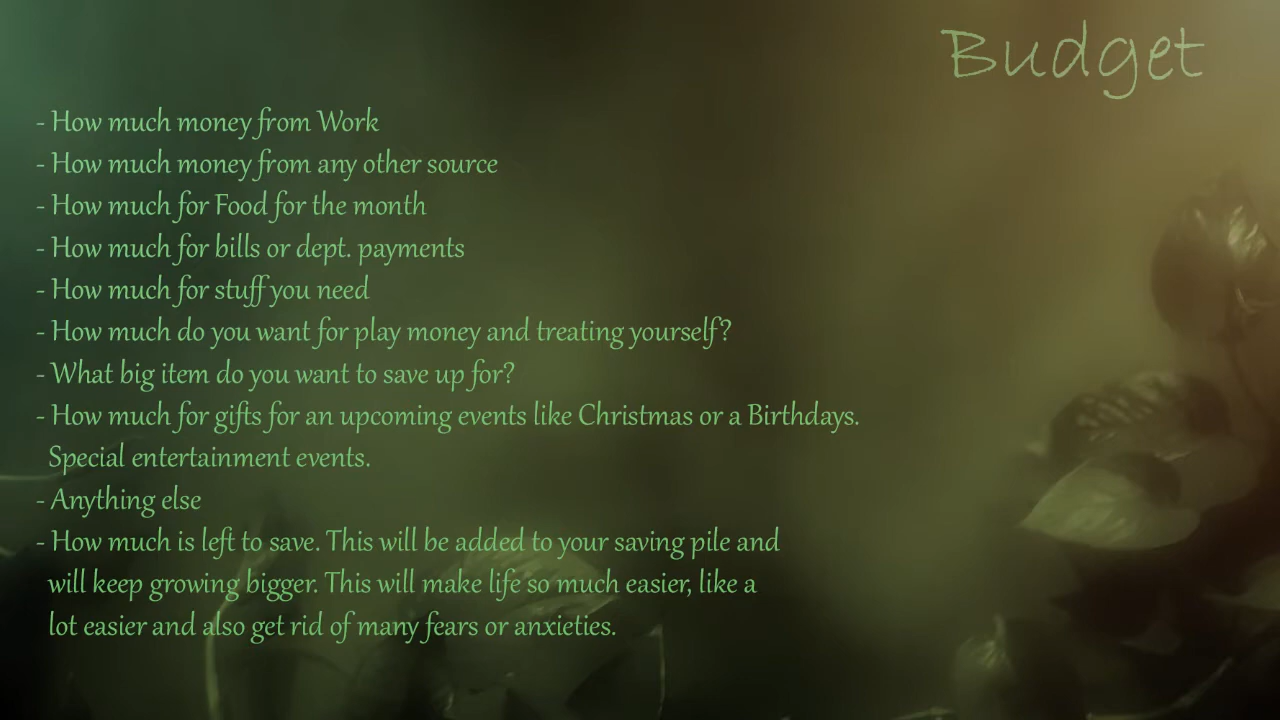 Budget
- How much money from Work
- How much money from any other source
- How much for Food for the month
- How much for bills or dept. payments
- How much for stuff you need
- How much do you want for play money and treating yourself?
- What big item do you want to save up for?
- How much for gifts for an upcoming events like Christmas or a Birthdays.
Special entertainment events.
- Anything else
- How much is left to save. This will be added to your saving pile and
will keep growing bigger. This will make life so much easier, like a
lot easier and also get rid of many fears or anxieties.